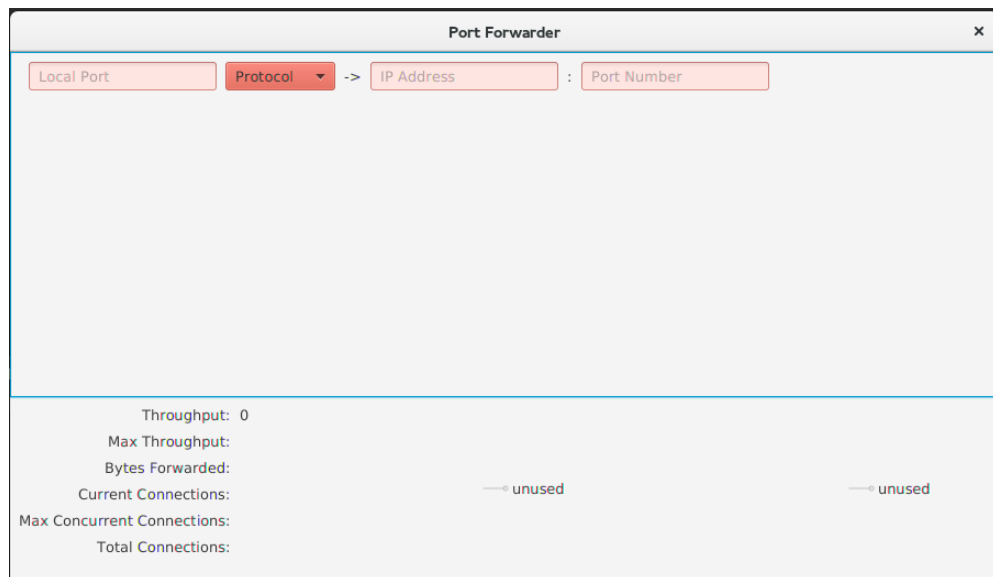 Port Forwarder ×
Local Port Protocol -> IP Address : Port Number
Throughput: 0
Max Throughput:
Bytes Forwarded:
Current Connections: unused unused
Max Concurrent Connections:
Total Connections: